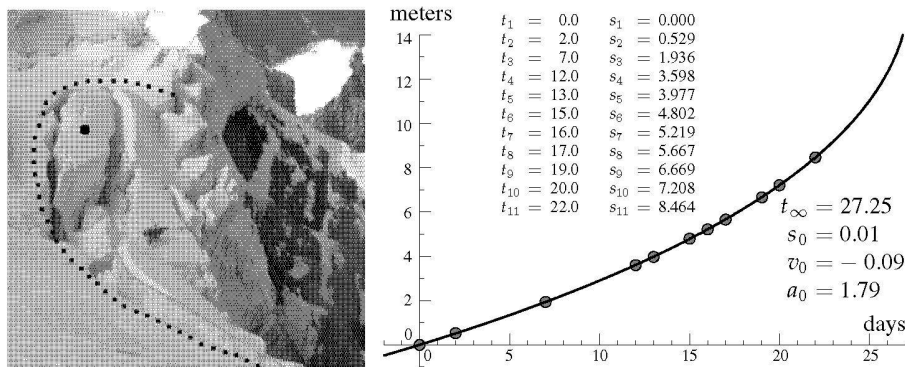 meters
t₁ = 0.0 s₁ = 0.000
t₂ = 2.0 s₂ = 0.529
t₃ = 7.0 s₃ = 1.936
t₄ = 12.0 s₄ = 3.598
t₅ = 13.0 s₅ = 3.977
t₆ = 15.0 s₆ = 4.802
t₇ = 16.0 s₇ = 5.219
t₈ = 17.0 s₈ = 5.667
t₉ = 19.0 s₉ = 6.669
t₁₀ = 20.0 s₁₀ = 7.208
t₁₁ = 22.0 s₁₁ = 8.464
14
12
10
8
6
4
2
0
t∞ = 27.25
s₀ = 0.01
v₀ = − 0.09
a₀ = 1.79
days
0 5 10 15 20 25